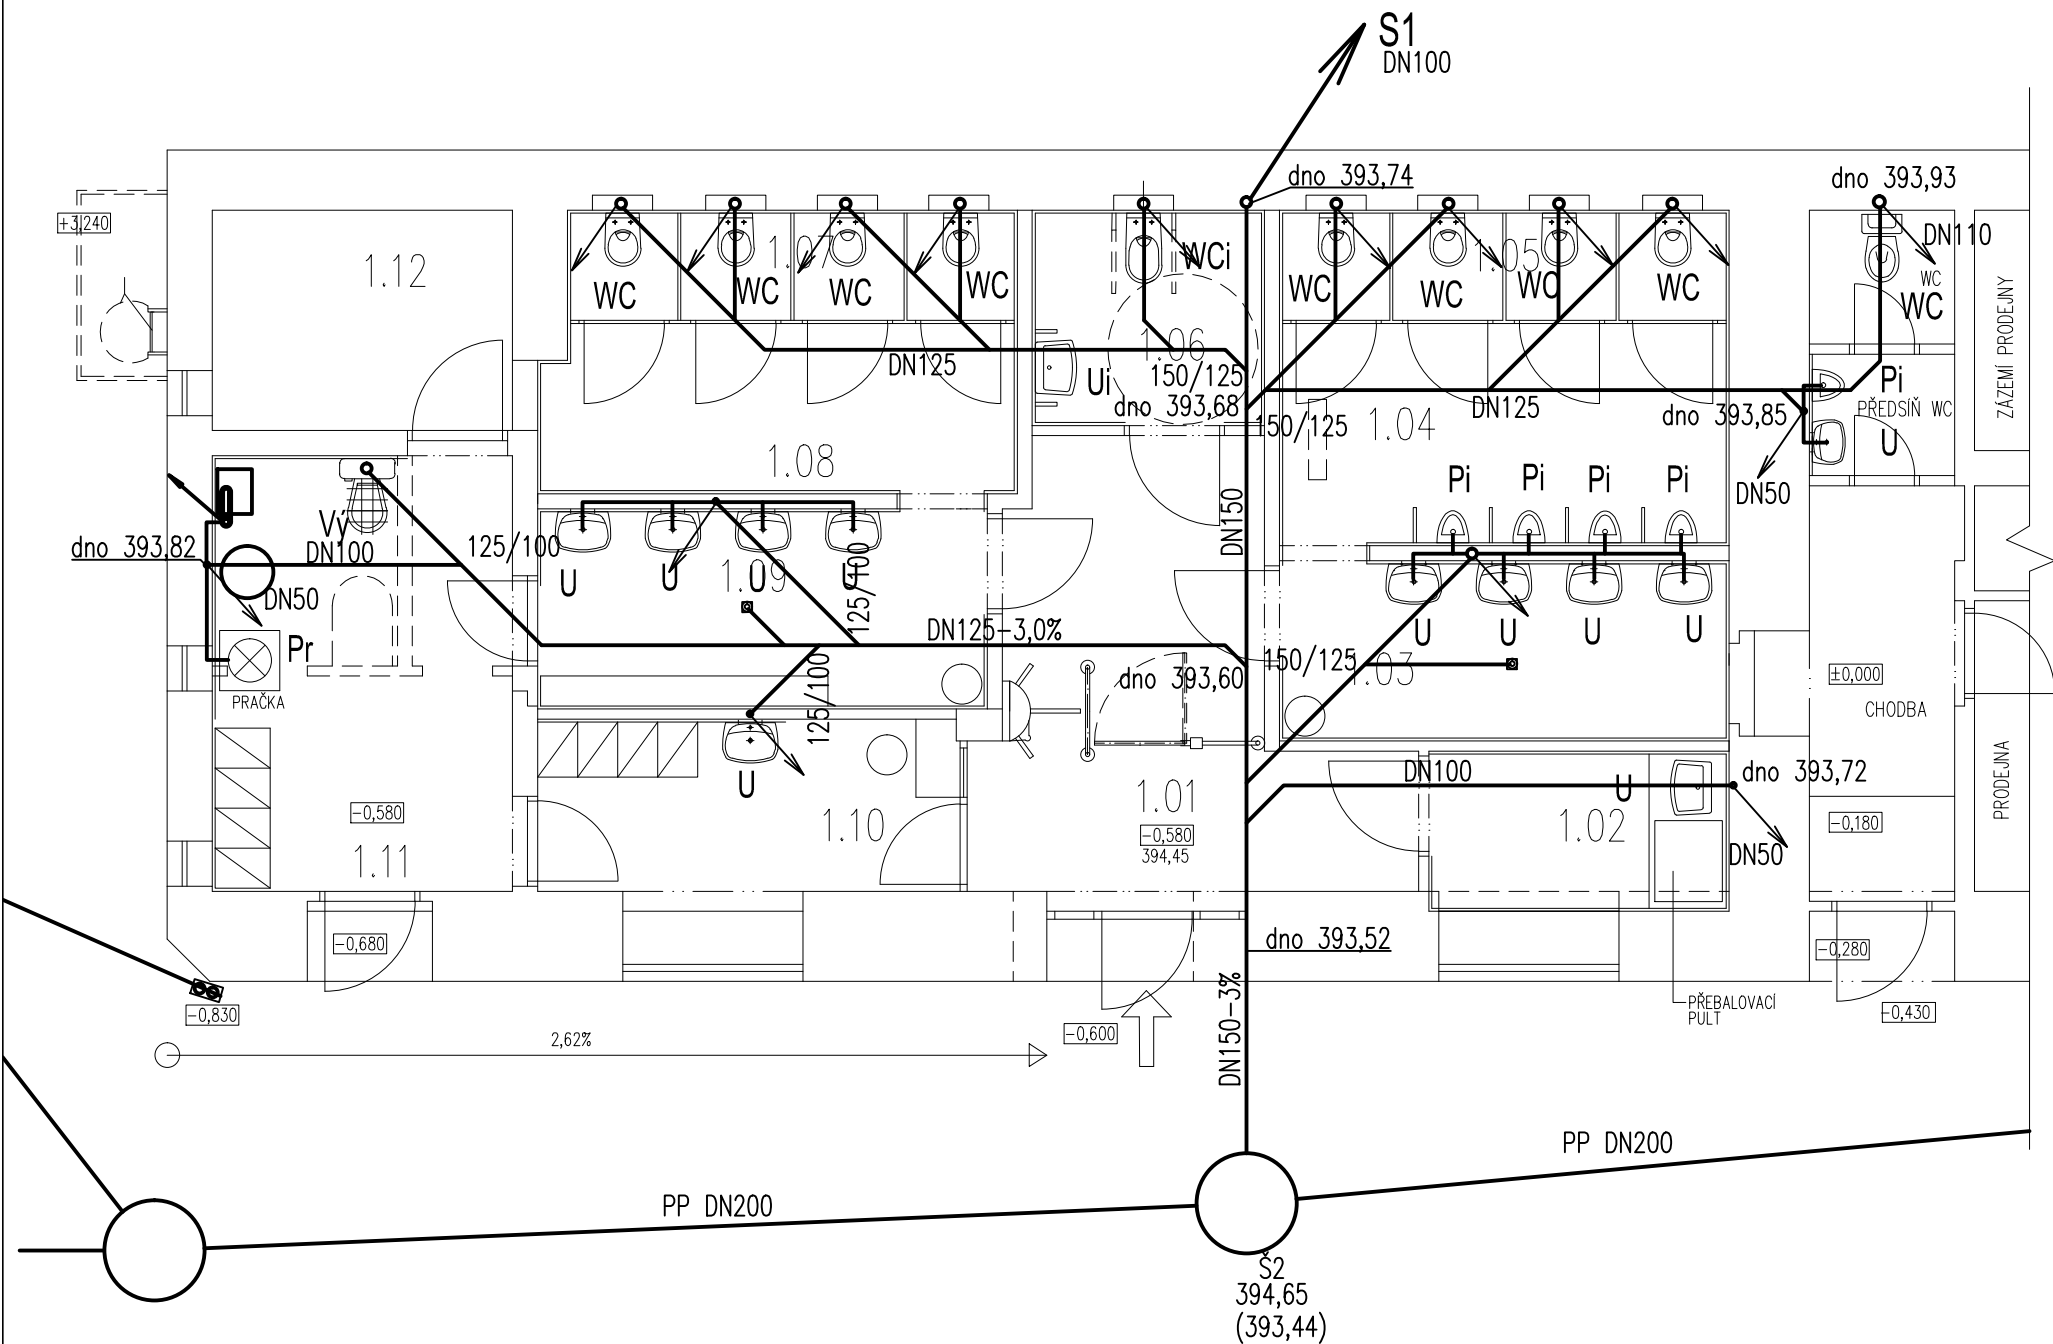 S1
DN100
dno 393,74
dno 393,93
+3,240
DN110
1.12
1.07
WCi
1.05
WC
WC
WC
WC
WC
WC
WC
WC
WC
WC
ZÁZEMÍ PRODEJNY
1.06
DN125
Ui
150/125
dno 393,68
DN125
Pi
PŘEDSÍŇ WC
dno 393,85
150/125
1.04
U
1.08
Pi
Pi
Pi
Pi
DN50
DN150
Vý
dno 393,82
DN100
125/100
U
U
U
U
1.09
125/100
DN50
Pr
PRAČKA
DN125-3,0%
U
U
U
U
150/125
1.03
dno 393,60
±0,000
CHODBA
125/100
U
DN100
dno 393,72
U
PRODEJNA
1.01
-0,580
394,45
1.02
-0,180
DN50
-0,580
1.11
1.10
-0,680
dno 393,52
-0,280
-0,830
DN150-3%
PŘEBALOVACÍ
PULT
-0,430
-0,600
2,62%
PP DN200
PP DN200
Š2
394,65
(393,44)